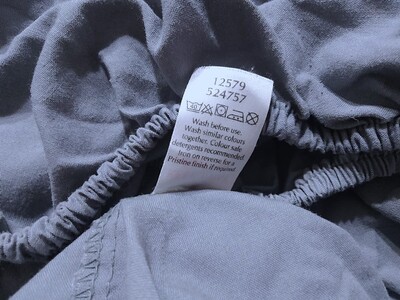 12579
524757
Wash before use.
Wash similar colours
together. Colour safe
detergents recommended
Iron on reverse for a
Pristine finish if required